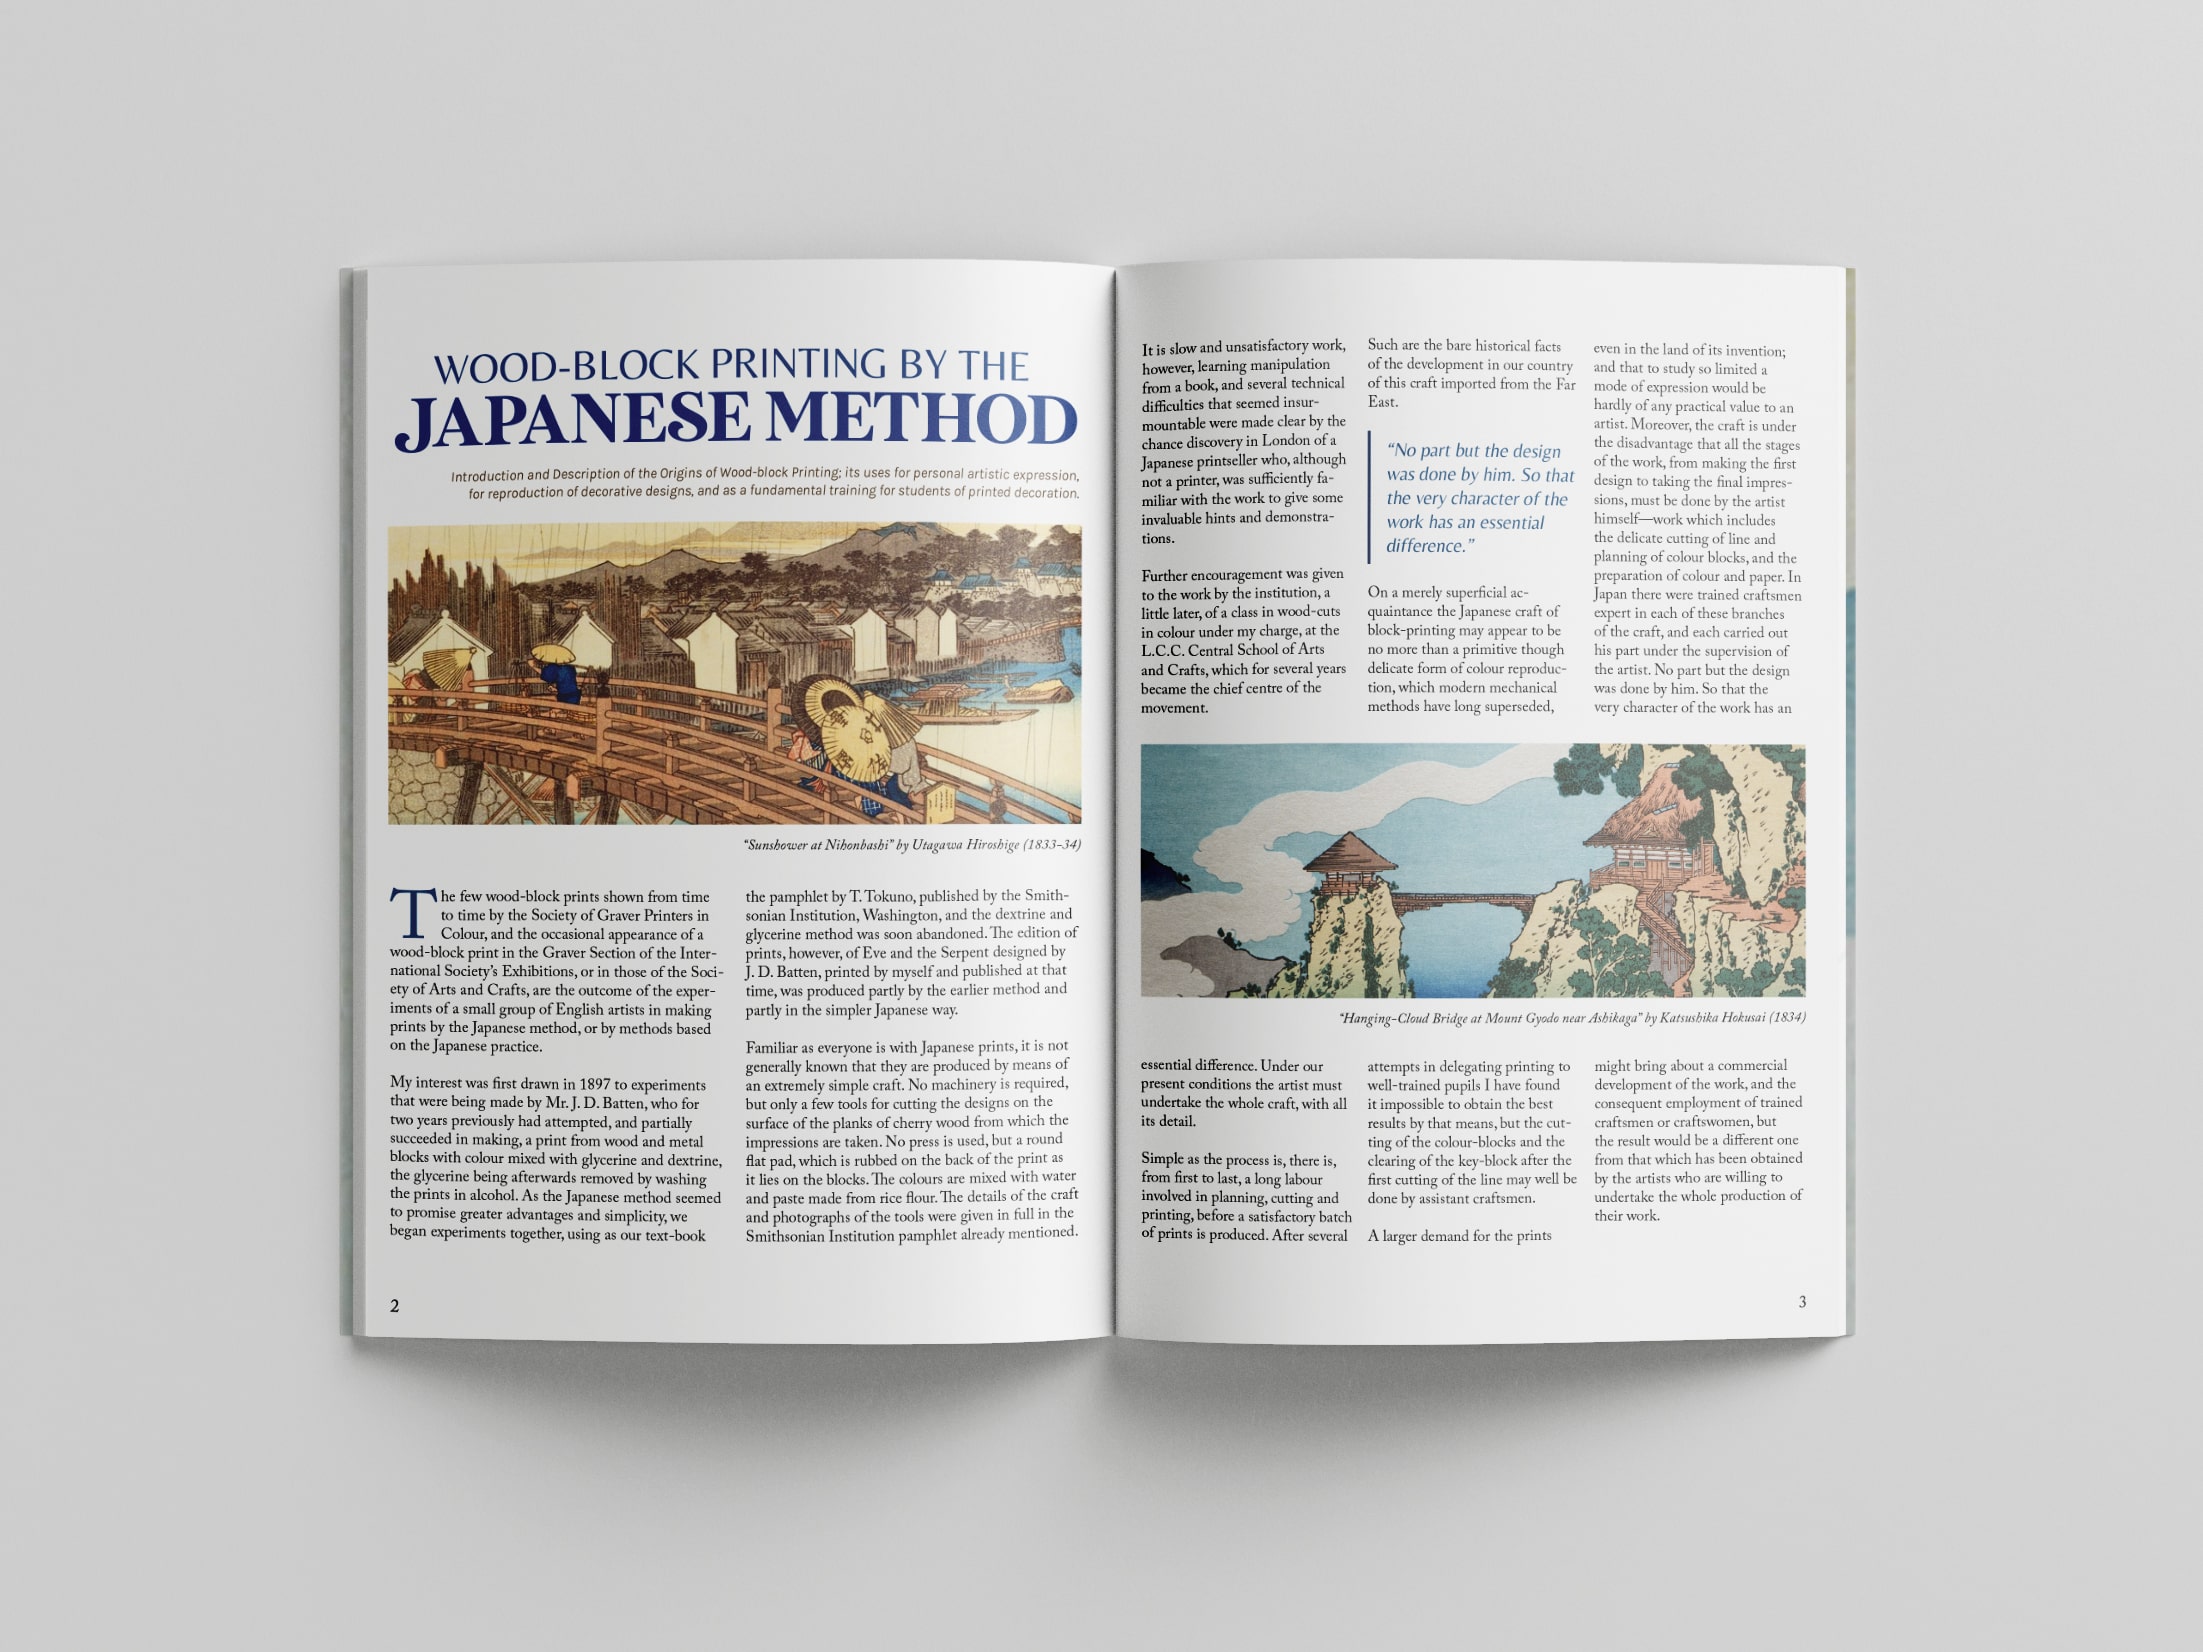 WOOD-BLOCK PRINTING BY THE
JAPANESE METHOD
Introduction and Description of the Origins of Wood-block Printing; its uses for personal artistic expression,
for reproduction of decorative designs, and as a fundamental training for students of printed decoration.
“Sunshower at Nihonbashi” by Utagawa Hiroshige (1833-34)
The few wood-block prints shown from time
to time by the Society of Graver Printers in
Colour, and the occasional appearance of a
wood-block print in the Graver Section of the Inter-
national Society’s Exhibitions, or in those of the Soci-
ety of Arts and Crafts, are the outcome of the exper-
iments of a small group of English artists in making
prints by the Japanese method, or by methods based
on the Japanese practice.
My interest was first drawn in 1897 to experiments
that were being made by Mr. J. D. Batten, who for
two years previously had attempted, and partially
succeeded in making, a print from wood and metal
blocks with colour mixed with glycerine and dextrine,
the glycerine being afterwards removed by washing
the prints in alcohol. As the Japanese method seemed
to promise greater advantages and simplicity, we
began experiments together, using as our text-book
the pamphlet by T. Tokuno, published by the Smith-
sonian Institution, Washington, and the dextrine and
glycerine method was soon abandoned. The edition of
prints, however, of Eve and the Serpent designed by
J. D. Batten, printed by myself and published at that
time, was produced partly by the earlier method and
partly in the simpler Japanese way.
Familiar as everyone is with Japanese prints, it is not
generally known that they are produced by means of
an extremely simple craft. No machinery is required,
but only a few tools for cutting the designs on the
surface of the planks of cherry wood from which the
impressions are taken. No press is used, but a round
flat pad, which is rubbed on the back of the print as
it lies on the blocks. The colours are mixed with water
and paste made from rice flour. The details of the craft
and photographs of the tools were given in full in the
Smithsonian Institution pamphlet already mentioned.
2
It is slow and unsatisfactory work,
however, learning manipulation
from a book, and several technical
difficulties that seemed insur-
mountable were made clear by the
chance discovery in London of a
Japanese printseller who, although
not a printer, was sufficiently fa-
miliar with the work to give some
invaluable hints and demonstra-
tions.
Further encouragement was given
to the work by the institution, a
little later, of a class in wood-cuts
in colour under my charge, at the
L.C.C. Central School of Arts
and Crafts, which for several years
became the chief centre of the
movement.
Such are the bare historical facts
of the development in our country
of this craft imported from the Far
East.
“No part but the design
was done by him. So that
the very character of the
work has an essential
difference.”
On a merely superficial ac-
quaintance the Japanese craft of
block-printing may appear to be
no more than a primitive though
delicate form of colour reproduc-
tion, which modern mechanical
methods have long superseded,
even in the land of its invention;
and that to study so limited a
mode of expression would be
hardly of any practical value to an
artist. Moreover, the craft is under
the disadvantage that all the stages
of the work, from making the first
design to taking the final impres-
sions, must be done by the artist
himself—work which includes
the delicate cutting of line and
planning of colour blocks, and the
preparation of colour and paper. In
Japan there were trained craftsmen
expert in each of these branches
of the craft, and each carried out
his part under the supervision of
the artist. No part but the design
was done by him. So that the
very character of the work has an
“Hanging-Cloud Bridge at Mount Gyodo near Ashikaga” by Katsushika Hokusai (1834)
essential difference. Under our
present conditions the artist must
undertake the whole craft, with all
its detail.
Simple as the process is, there is,
from first to last, a long labour
involved in planning, cutting and
printing, before a satisfactory batch
of prints is produced. After several
attempts in delegating printing to
well-trained pupils I have found
it impossible to obtain the best
results by that means, but the cut-
ting of the colour-blocks and the
clearing of the key-block after the
first cutting of the line may well be
done by assistant craftsmen.
A larger demand for the prints
might bring about a commercial
development of the work, and the
consequent employment of trained
craftsmen or craftswomen, but
the result would be a different one
from that which has been obtained
by the artists who are willing to
undertake the whole production of
their work.
3